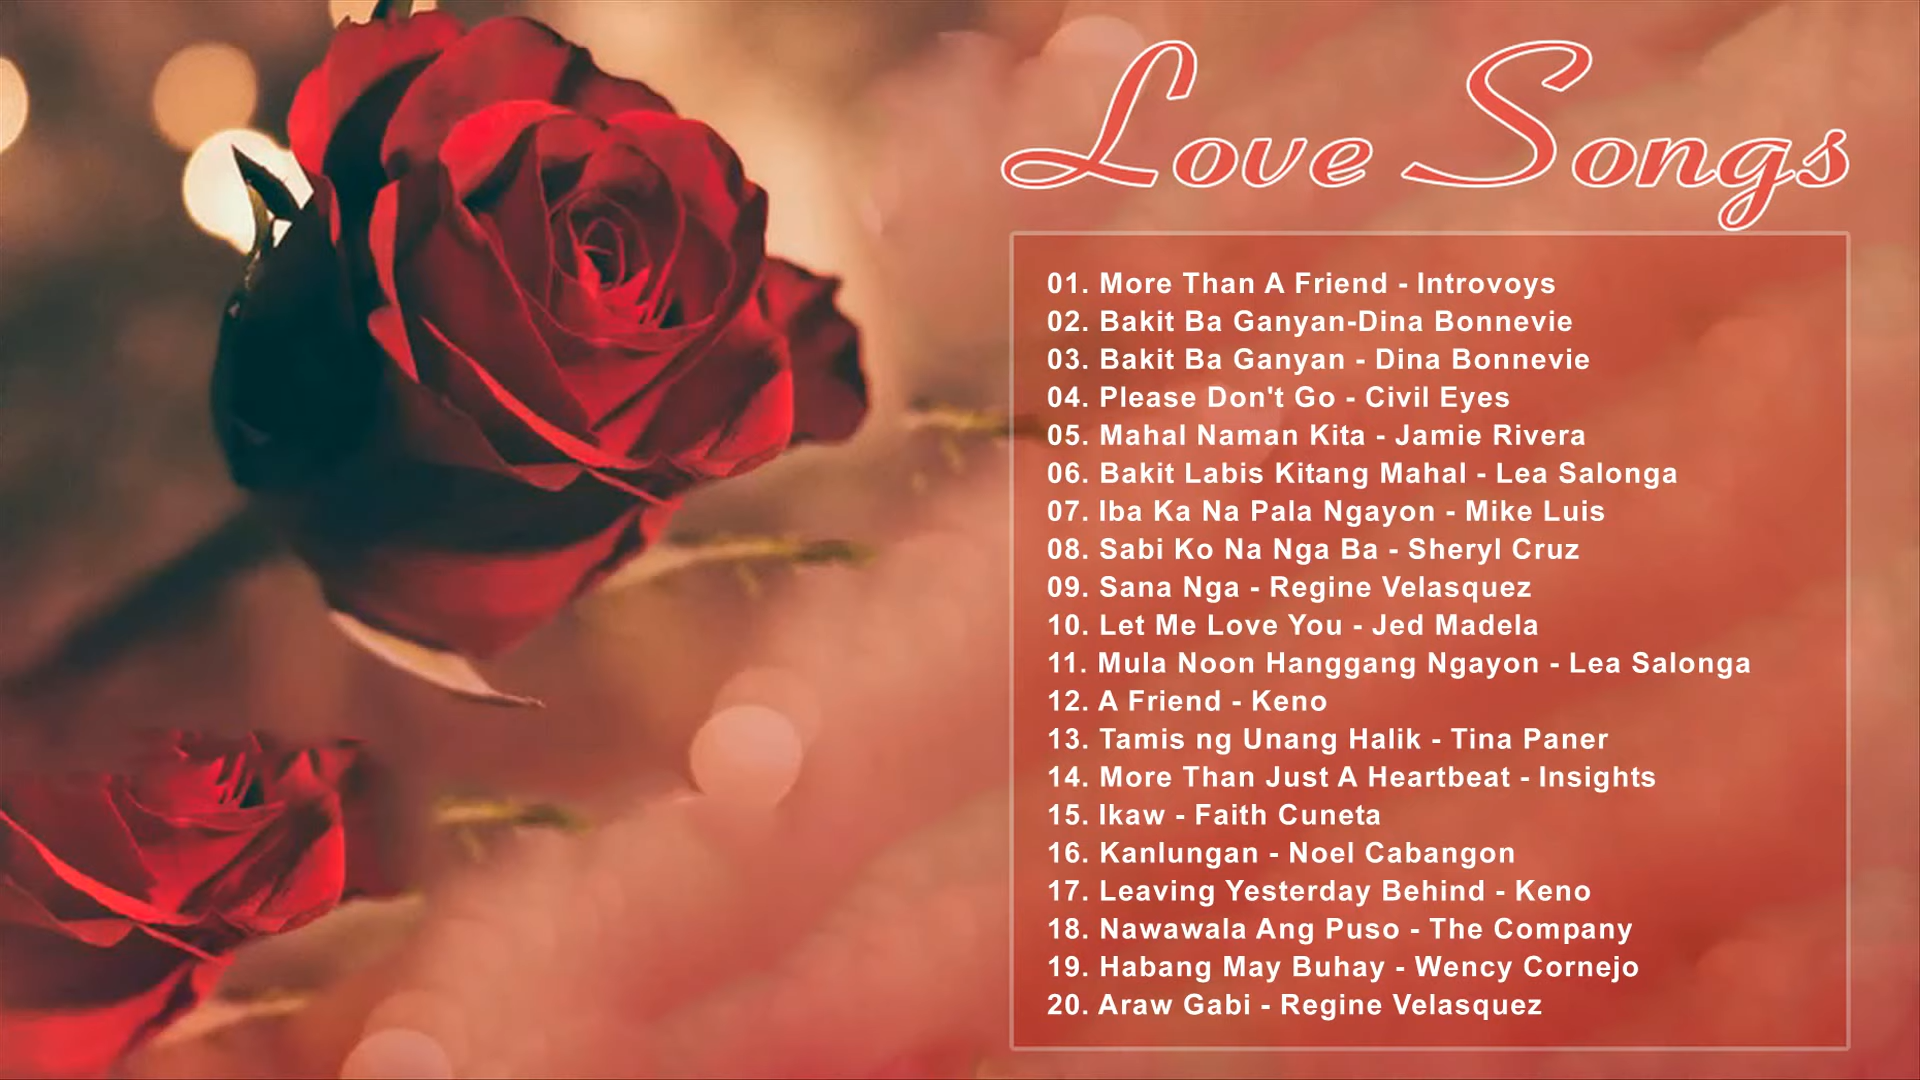 Love Songs
01. More Than A Friend - Introvoys
02. Bakit Ba Ganyan-Dina Bonnevie
03. Bakit Ba Ganyan - Dina Bonnevie
04. Please Don't Go - Civil Eyes
05. Mahal Naman Kita - Jamie Rivera
06. Bakit Labis Kitang Mahal - Lea Salonga
07. Iba Ka Na Pala Ngayon - Mike Luis
08. Sabi Ko Na Nga Ba - Sheryl Cruz
09. Sana Nga - Regine Velasquez
10. Let Me Love You - Jed Madela
11. Mula Noon Hanggang Ngayon - Lea Salonga
12. A Friend - Keno
13. Tamis ng Unang Halik - Tina Paner
14. More Than Just A Heartbeat - Insights
15. Ikaw - Faith Cuneta
16. Kanlungan - Noel Cabangon
17. Leaving Yesterday Behind - Keno
18. Nawawala Ang Puso - The Company
19. Habang May Buhay - Wency Cornejo
20. Araw Gabi - Regine Velasquez